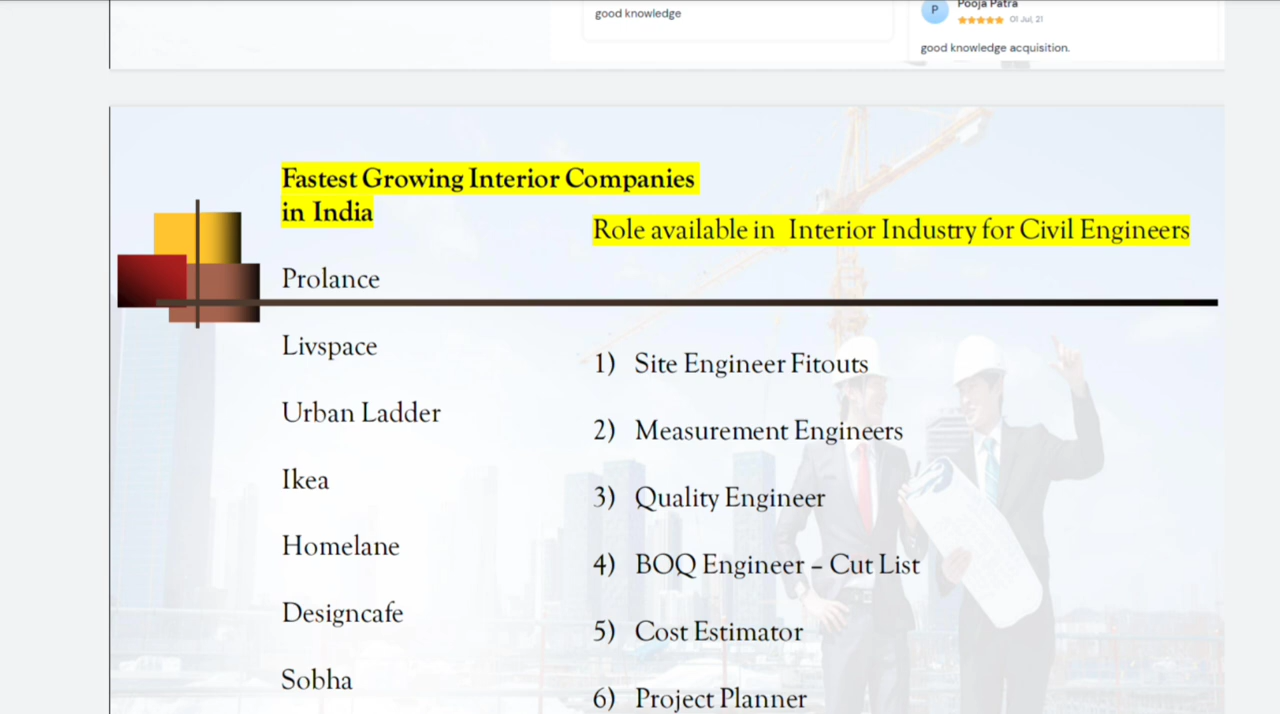 good knowledge
P
Pooja Patra
01 Jul, 21
good knowledge acquisition.
Fastest Growing Interior Companies
in India
Role available in Interior Industry for Civil Engineers
Prolance
Livspace
Urban Ladder
Ikea
Homelane
Designcafe
Sobha
1) Site Engineer Fitouts
2) Measurement Engineers
3) Quality Engineer
4) BOQ Engineer – Cut List
5) Cost Estimator
6) Project Planner